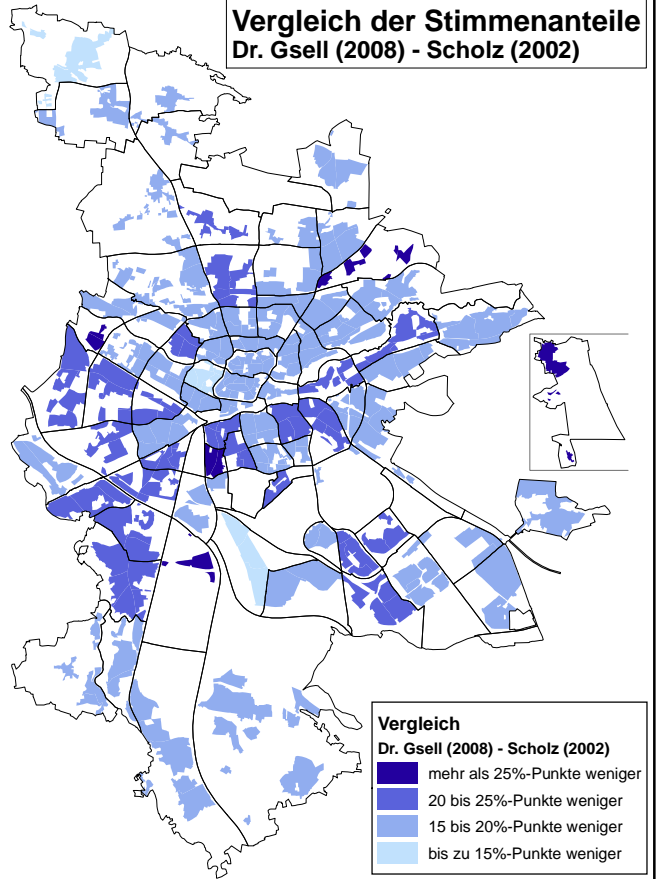 Vergleich der Stimmenanteile
Dr. Gsell (2008) - Scholz (2002)
Vergleich
Dr. Gsell (2008) - Scholz (2002)
mehr als 25%-Punkte weniger
20 bis 25%-Punkte weniger
15 bis 20%-Punkte weniger
bis zu 15%-Punkte weniger